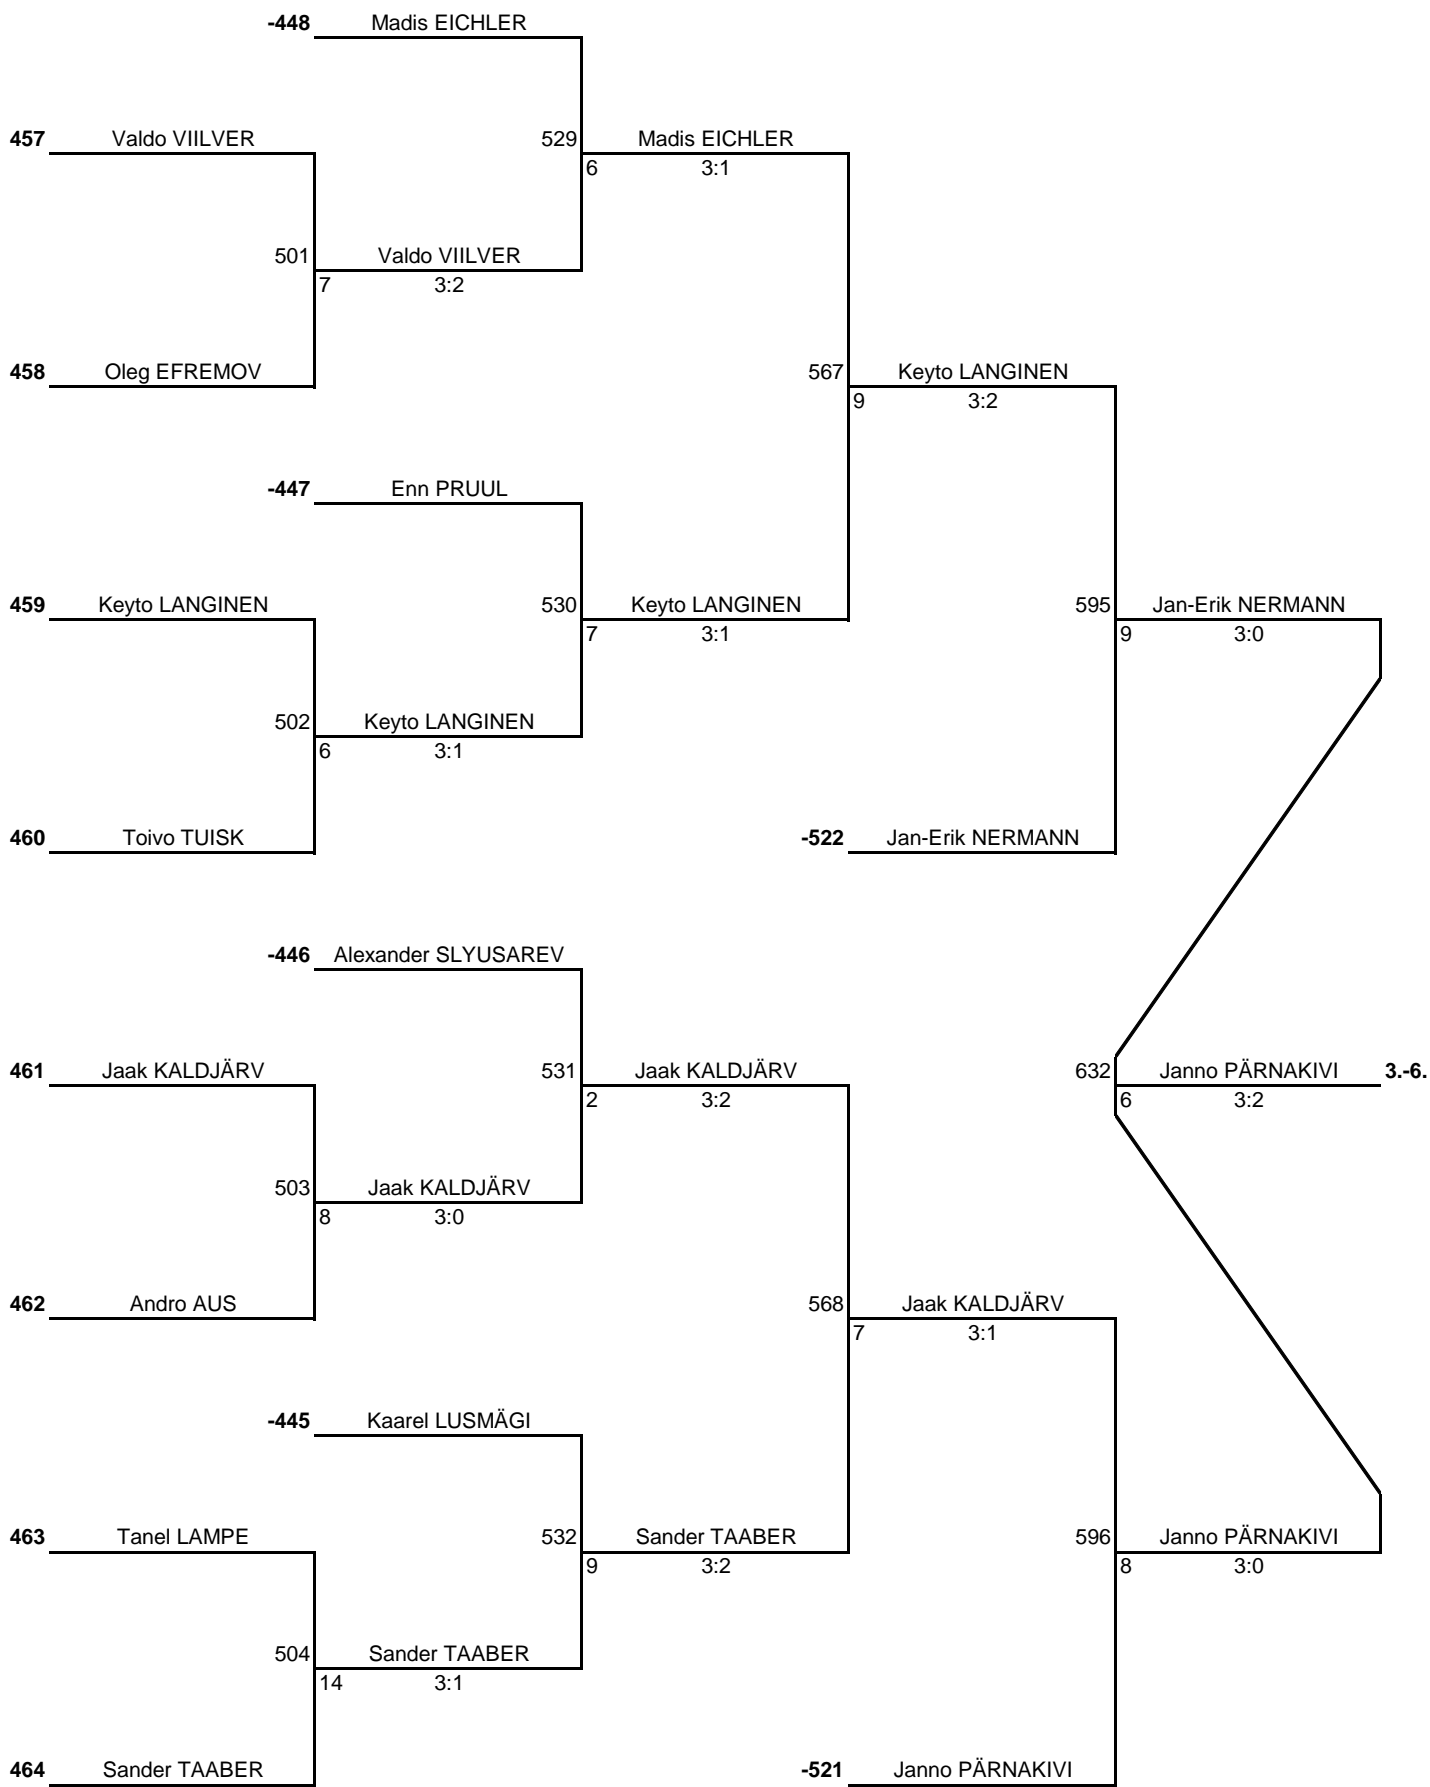 -448 Madis EICHLER
457 Valdo VIILVER 529 Madis EICHLER
6 3:1
501 Valdo VIILVER
7 3:2
458 Oleg EFREMOV 567 Keyto LANGINEN
9 3:2
-447 Enn PRUUL
459 Keyto LANGINEN 530 Keyto LANGINEN 595 Jan-Erik NERMANN
7 3:1 9 3:0
502 Keyto LANGINEN
6 3:1
460 Toivo TUISK -522 Jan-Erik NERMANN
-446 Alexander SLYUSAREV
461 Jaak KALDJÄRV 531 Jaak KALDJÄRV 632 Janno PÄRNAKIVI 3.-6.
2 3:2 6 3:2
503 Jaak KALDJÄRV
8 3:0
462 Andro AUS 568 Jaak KALDJÄRV
7 3:1
-445 Kaarel LUSMÄGI
463 Tanel LAMPE 532 Sander TAABER 596 Janno PÄRNAKIVI
9 3:2 8 3:0
504 Sander TAABER
14 3:1
464 Sander TAABER -521 Janno PÄRNAKIVI